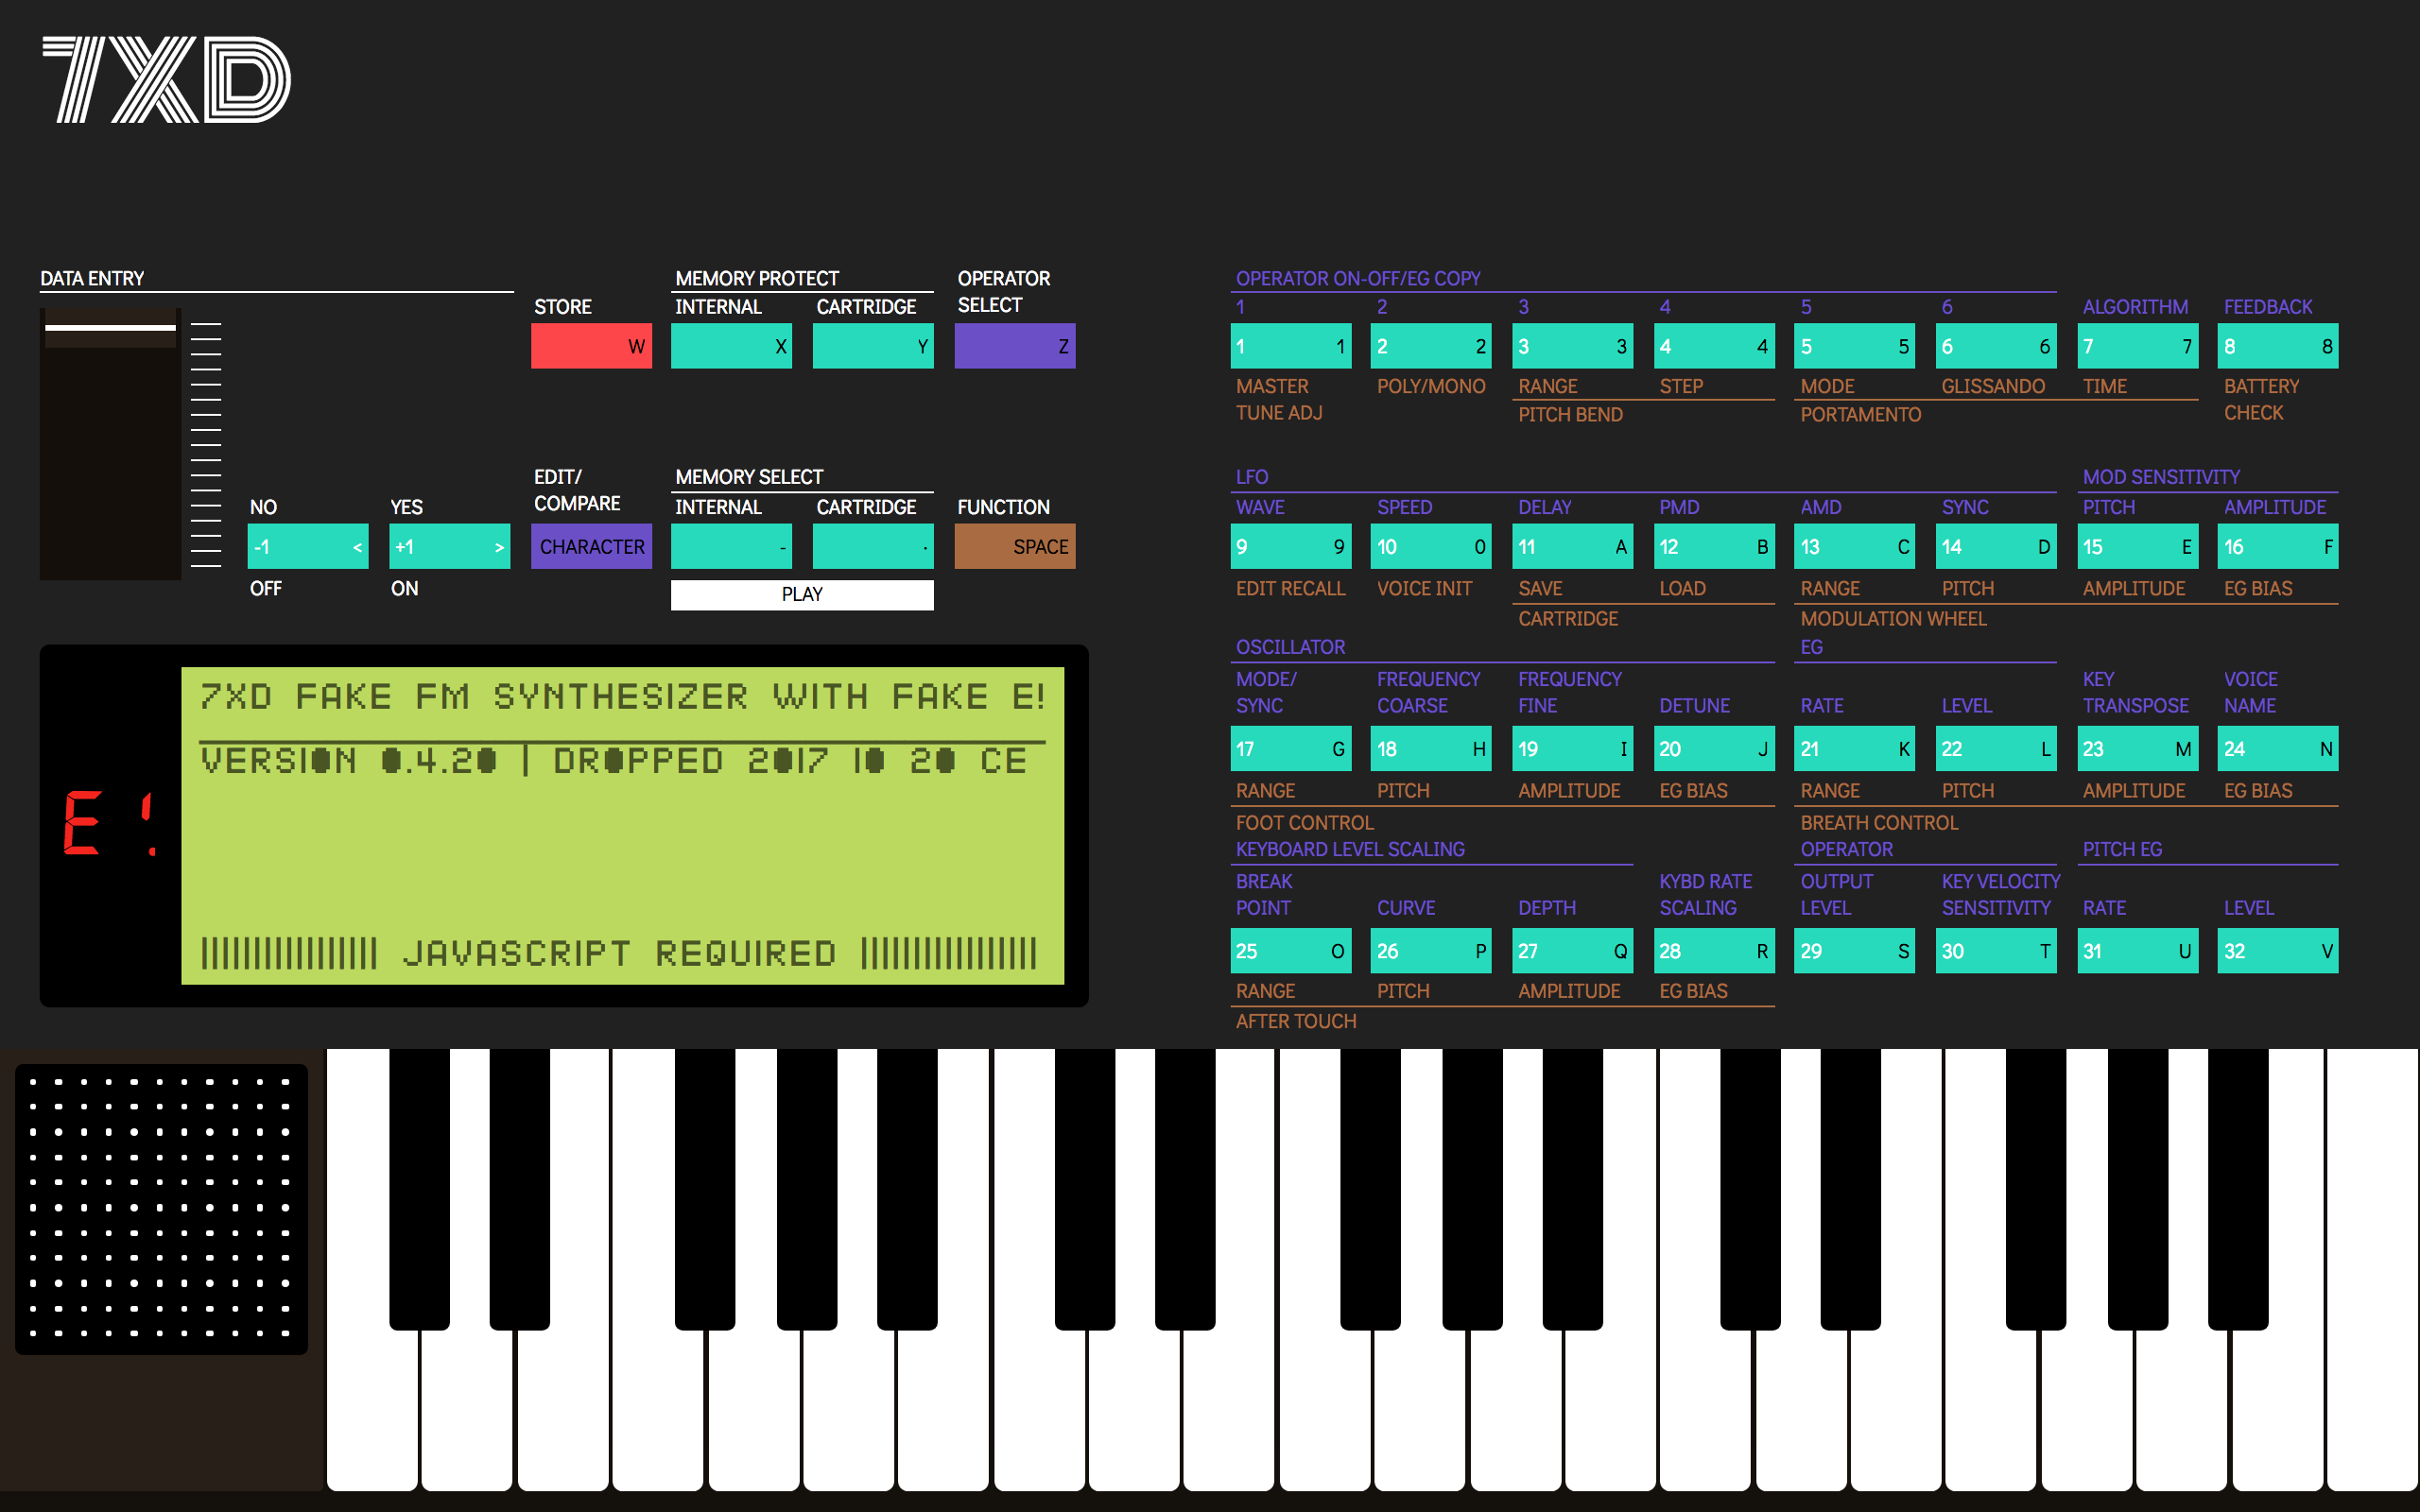 7XD
DATA ENTRY
STORE
MEMORY PROTECT
INTERNAL CARTRIDGE
OPERATOR
SELECT
W X Y Z
NO YES
EDIT/
COMPARE
MEMORY SELECT
INTERNAL CARTRIDGE
FUNCTION
-1 < +1 > CHARACTER - . SPACE
OFF ON
PLAY
E !
7XD FAKE FM SYNTHESIZER WITH FAKE E!
VERSION 0.4.20 | DROPPED 2017 10 20 CE
||||||||||||||||| JAVASCRIPT REQUIRED |||||||||||||||||
OPERATOR ON-OFF/EG COPY
1 2 3 4 5 6 ALGORITHM FEEDBACK
1 1 2 2 3 3 4 4 5 5 6 6 7 7 8 8
MASTER
TUNE ADJ
POLY/MONO RANGE STEP MODE GLISSANDO TIME
BATTERY
CHECK
PITCH BEND PORTAMENTO
LFO MOD SENSITIVITY
WAVE SPEED DELAY PMD AMD SYNC PITCH AMPLITUDE
9 9 10 0 11 A 12 B 13 C 14 D 15 E 16 F
EDIT RECALL VOICE INIT SAVE LOAD RANGE PITCH AMPLITUDE EG BIAS
CARTRIDGE MODULATION WHEEL
OSCILLATOR EG
MODE/
SYNC
FREQUENCY
COARSE
FREQUENCY
FINE
DETUNE RATE LEVEL
KEY
TRANSPOSE
VOICE
NAME
17 G 18 H 19 I 20 J 21 K 22 L 23 M 24 N
RANGE PITCH AMPLITUDE EG BIAS RANGE PITCH AMPLITUDE EG BIAS
FOOT CONTROL BREATH CONTROL
KEYBOARD LEVEL SCALING OPERATOR PITCH EG
BREAK
POINT
CURVE DEPTH
KYBD RATE
SCALING
OUTPUT
LEVEL
KEY VELOCITY
SENSITIVITY
RATE LEVEL
25 O 26 P 27 Q 28 R 29 S 30 T 31 U 32 V
RANGE PITCH AMPLITUDE EG BIAS
AFTER TOUCH